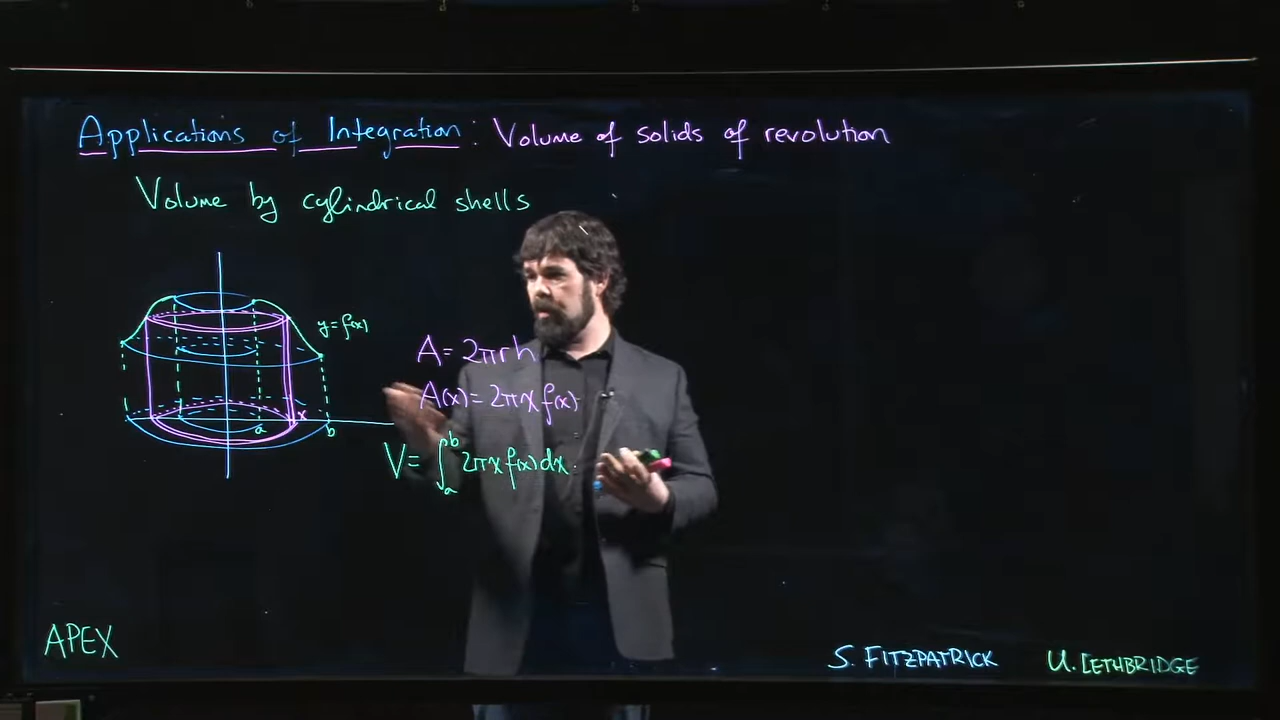 Applications of Integration: Volume of solids of revolution
Volume by cylindrical shells
y=f(x)
A=2πrh
A(x)=2πx f(x)
x
a
b
V=∫ₐᵇ 2πx f(x) dx.
APEX
S. FITZPATRICK
U. LETHBRIDGE